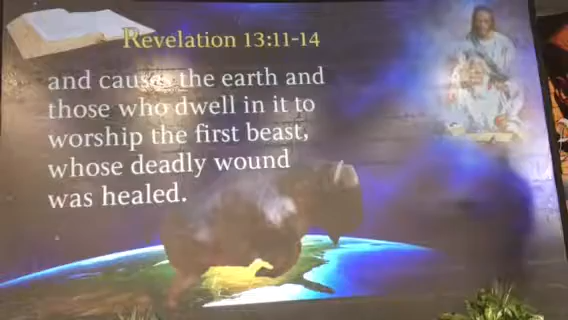 Revelation 13:11-14
and causes the earth and
those who dwell in it to
worship the first beast,
whose deadly wound
was healed.